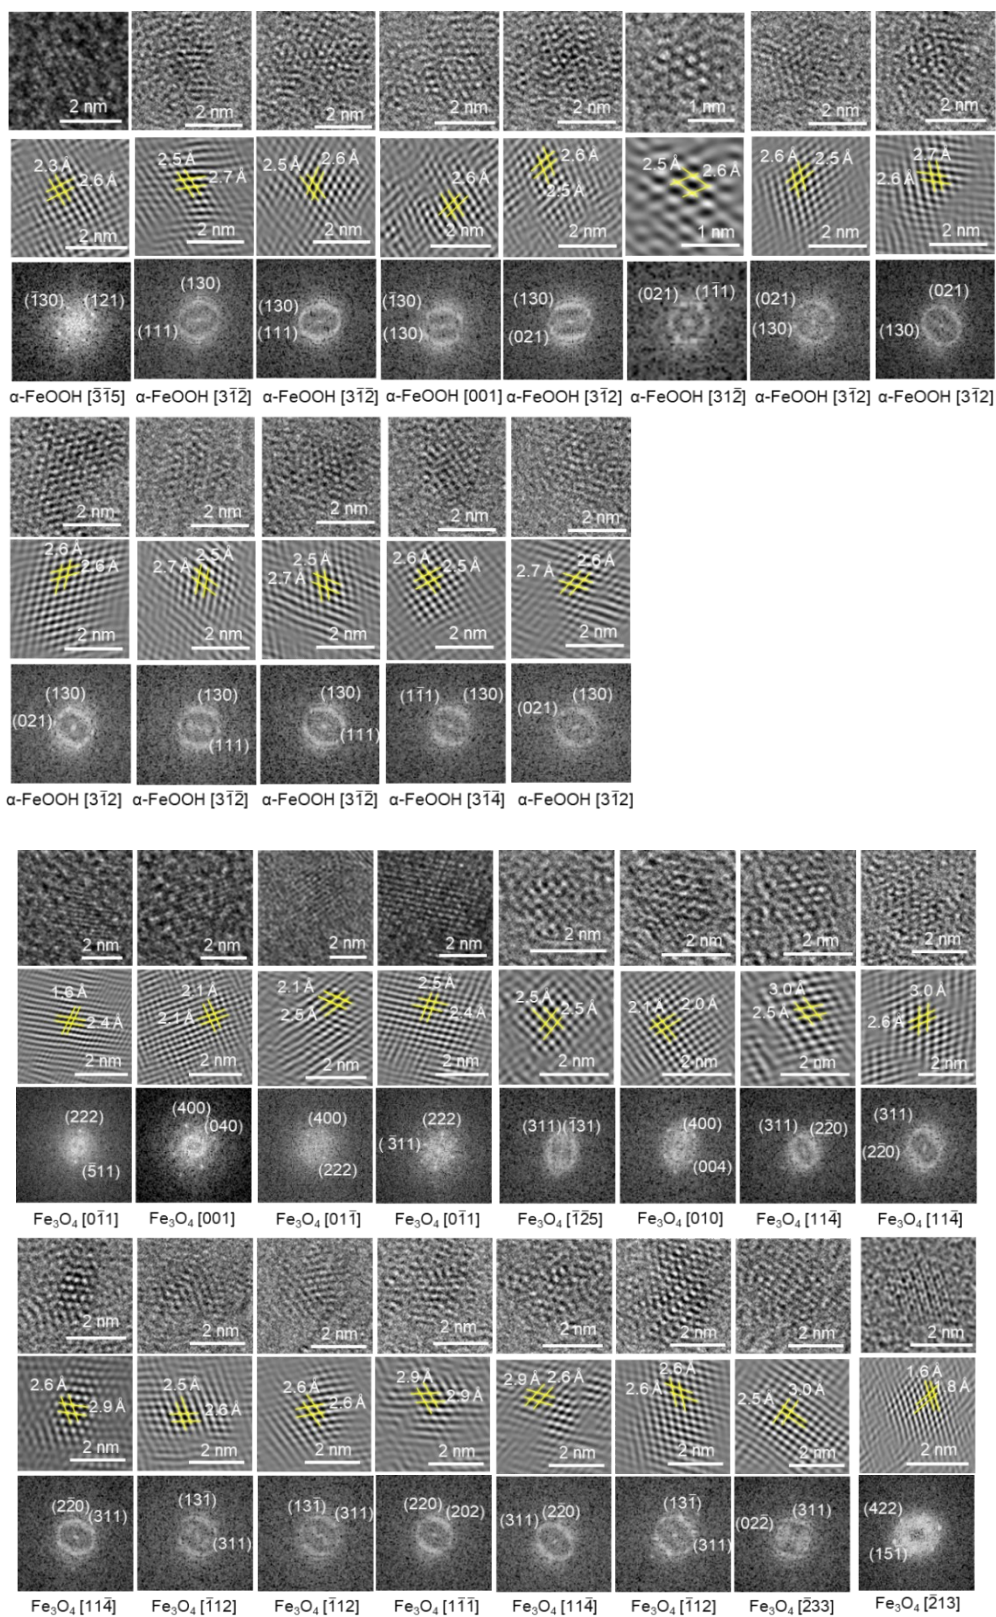 2 nm 2 nm 2 nm 2 nm 2 nm 1 nm 2 nm 2 nm
2.3 Å 2.6 Å 2.5 Å 2.7 Å 2.5 Å 2.6 Å 2.6 Å 2.6 Å 2.5 Å 2.5 Å 2.6 Å 2.6 Å 2.5 Å 2.7 Å 2.6 Å
2 nm 2 nm 2 nm 2 nm 2 nm 1 nm 2 nm 2 nm
(1̄30) (121) (130) (111) (130) (111) (1̄30) (130) (130) (021) (021) (11̄1) (021) (130) (021) (130)
α-FeOOH [3̄1̄5] α-FeOOH [31̄2̄] α-FeOOH [31̄2̄] α-FeOOH [001] α-FeOOH [31̄2] α-FeOOH [312̄] α-FeOOH [31̄2] α-FeOOH [31̄2]
2 nm 2 nm 2 nm 2 nm 2 nm
2.6 Å 2.6 Å 2.7 Å 2.5 Å 2.7 Å 2.5 Å 2.6 Å 2.5 Å 2.7 Å 2.6 Å
2 nm 2 nm 2 nm 2 nm 2 nm
(130) (021) (130) (111) (130) (111) (11̄1) (130) (021) (130)
α-FeOOH [31̄2] α-FeOOH [31̄2̄] α-FeOOH [31̄2̄] α-FeOOH [31̄4̄] α-FeOOH [31̄2]
2 nm 2 nm 2 nm 2 nm 2 nm 2 nm 2 nm 2 nm
1.6 Å 2.4 Å 2.1 Å 2.1 Å 2.1 Å 2.5 Å 2.5 Å 2.4 Å 2.5 Å 2.5 Å 2.1 Å 2.0 Å 3.0 Å 2.5 Å 3.0 Å 2.6 Å
2 nm 2 nm 2 nm 2 nm 2 nm 2 nm 2 nm 2 nm
(222) (5̄11) (400) (040) (400) (222) (222) (3̄11) (311) (1̄31) (400) (004) (311) (22̄0) (311) (22̄0)
Fe₃O₄ [01̄1] Fe₃O₄ [001] Fe₃O₄ [011̄] Fe₃O₄ [01̄1] Fe₃O₄ [1̄2̄5] Fe₃O₄ [010] Fe₃O₄ [114̄] Fe₃O₄ [114̄]
2 nm 2 nm 2 nm 2 nm 2 nm 2 nm 2 nm 2 nm
2.6 Å 2.9 Å 2.5 Å 2.6 Å 2.6 Å 2.6 Å 2.9 Å 2.9 Å 2.9 Å 2.6 Å 2.6 Å 2.6 Å 2.5 Å 3.0 Å 1.6 Å 1.8 Å
2 nm 2 nm 2 nm 2 nm 2 nm 2 nm 2 nm 2 nm
(22̄0) (311) (131̄) (311) (131̄) (311) (220) (202) (311) (22̄0) (131̄) (311) (022̄) (311) (422) (151)
Fe₃O₄ [114̄] Fe₃O₄ [1̄12] Fe₃O₄ [1̄12] Fe₃O₄ [11̄1̄] Fe₃O₄ [114̄] Fe₃O₄ [1̄12] Fe₃O₄ [2̄33] Fe₃O₄ [2̄13]